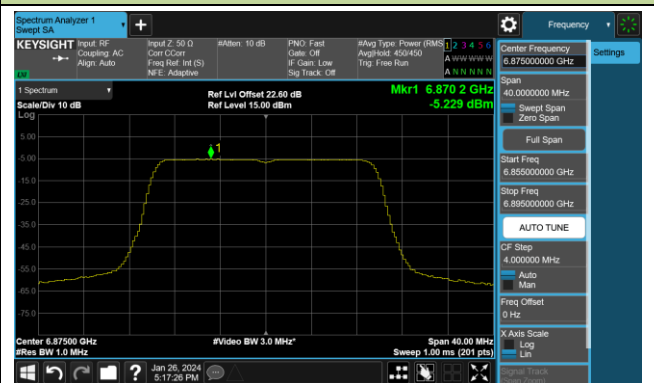 Spectrum Analyzer 1
Swept SA
Frequency
KEYSIGHT
Input: RF
Coupling: AC
Align: Auto
Input Z: 50 Ω
Corr CCorr
Freq Ref: Int (S)
NFE: Adaptive
#Atten: 10 dB
PNO: Fast
Gate: Off
IF Gain: Low
Sig Track: Off
#Avg Type: Power (RMS
Avg|Hold: 450/450
Trig: Free Run
1 2 3 4 5 6
A W W W W W
A N N N N N
LXI
1 Spectrum
Scale/Div 10 dB
Log
Ref Lvl Offset 22.60 dB
Ref Level 15.00 dBm
Mkr1 6.870 2 GHz
-5.229 dBm
1
5.00
-5.00
-15.0
-25.0
-35.0
-45.0
-55.0
-65.0
-75.0
Center 6.87500 GHz
#Res BW 1.0 MHz
#Video BW 3.0 MHz*
Span 40.00 MHz
Sweep 1.00 ms (201 pts)
Jan 26, 2024
5:17:26 PM
Center Frequency
6.875000000 GHz
Settings
Span
40.0000000 MHz
Swept Span
Zero Span
Full Span
Start Freq
6.855000000 GHz
Stop Freq
6.895000000 GHz
AUTO TUNE
CF Step
4.000000 MHz
Auto
Man
Freq Offset
0 Hz
X Axis Scale
Log
Lin
Signal Track
(Span Zoom)